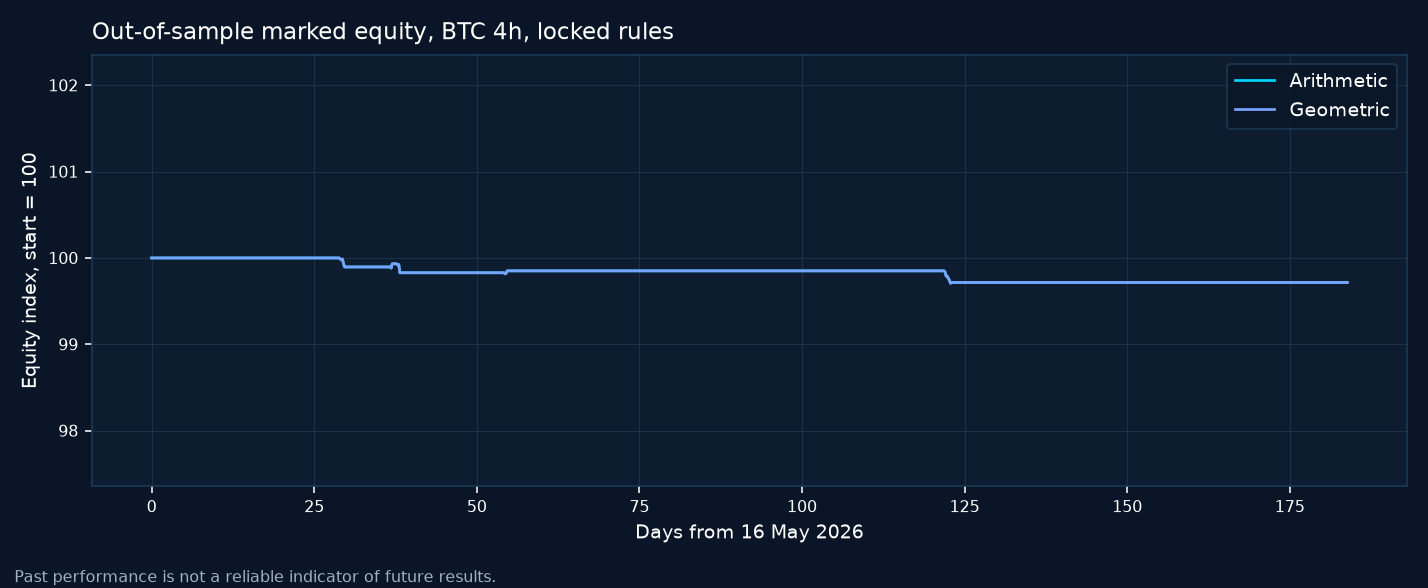 Out-of-sample marked equity, BTC 4h, locked rules
Arithmetic
Geometric
Equity index, start = 100
102
101
100
99
98
0 25 50 75 100 125 150 175
Days from 16 May 2026
Past performance is not a reliable indicator of future results.